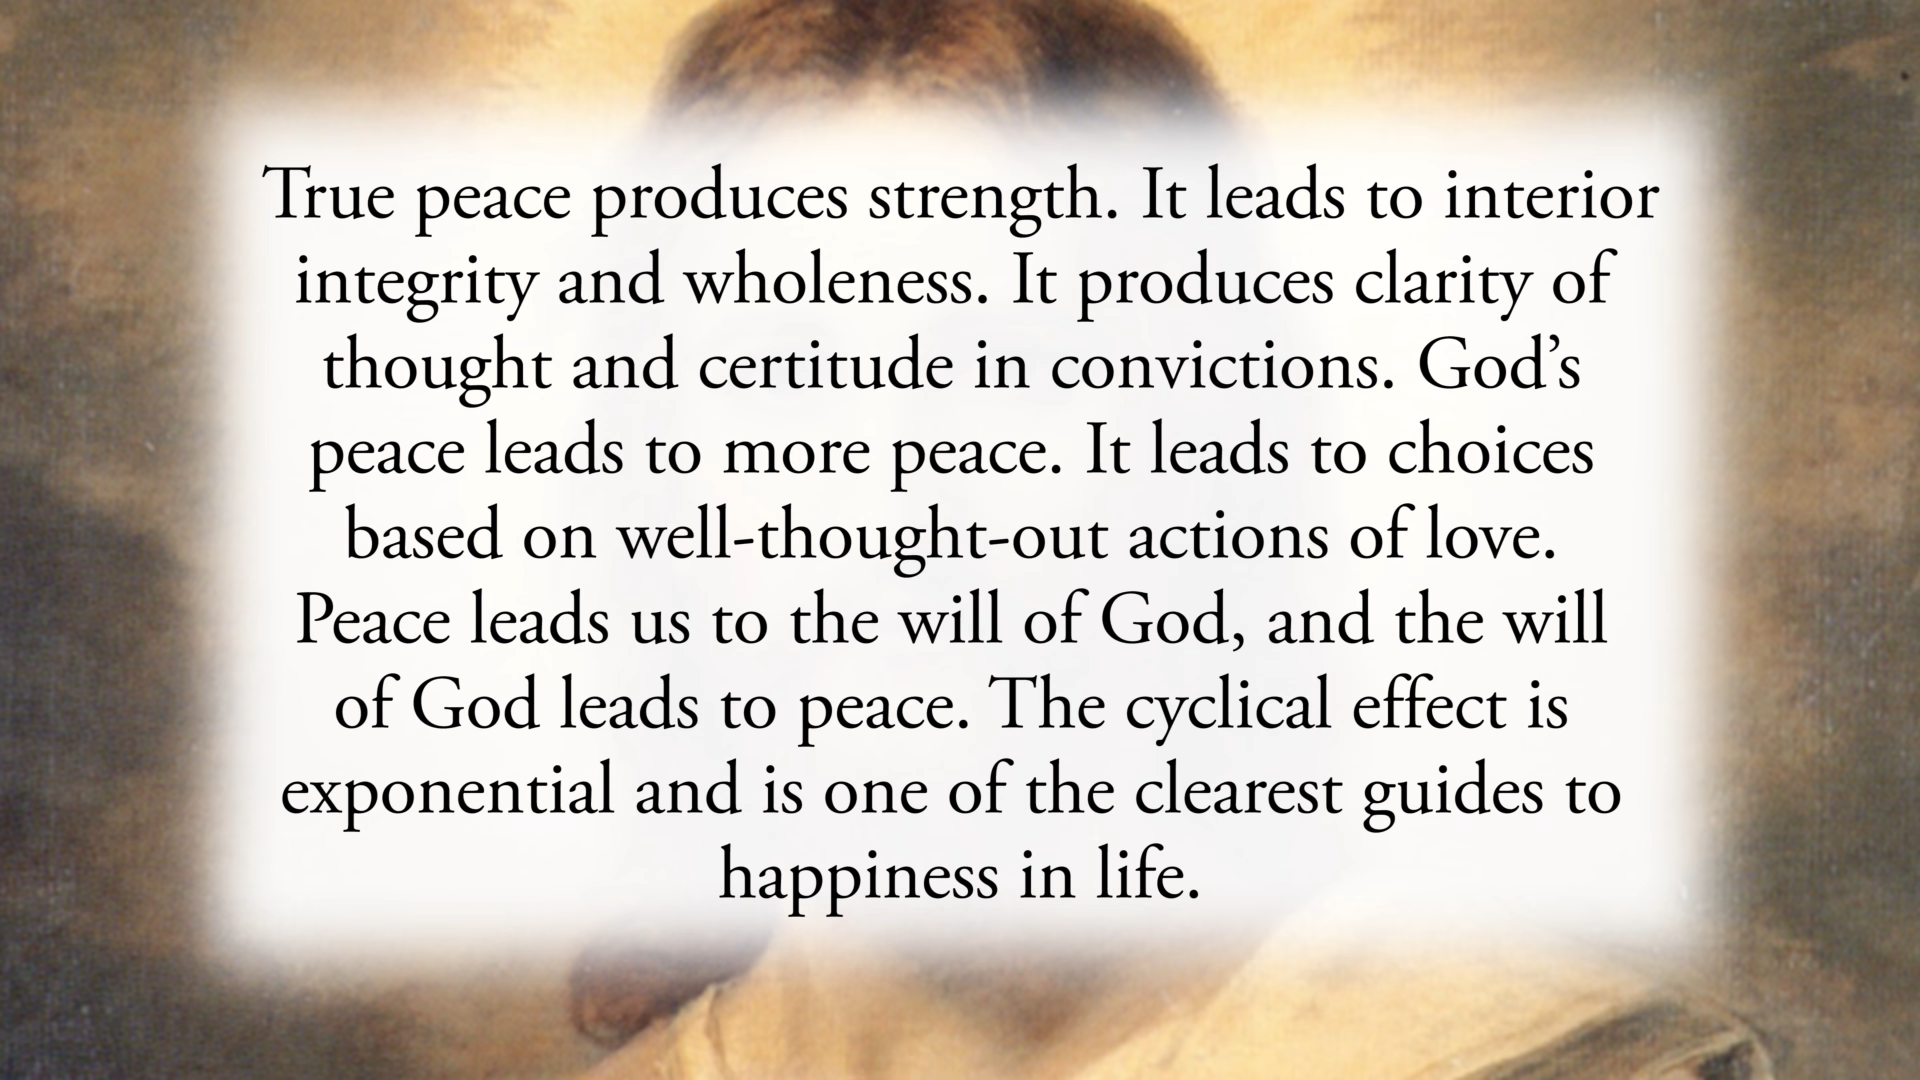 True peace produces strength. It leads to interior
integrity and wholeness. It produces clarity of
thought and certitude in convictions. God’s
peace leads to more peace. It leads to choices
based on well-thought-out actions of love.
Peace leads us to the will of God, and the will
of God leads to peace. The cyclical effect is
exponential and is one of the clearest guides to
happiness in life.